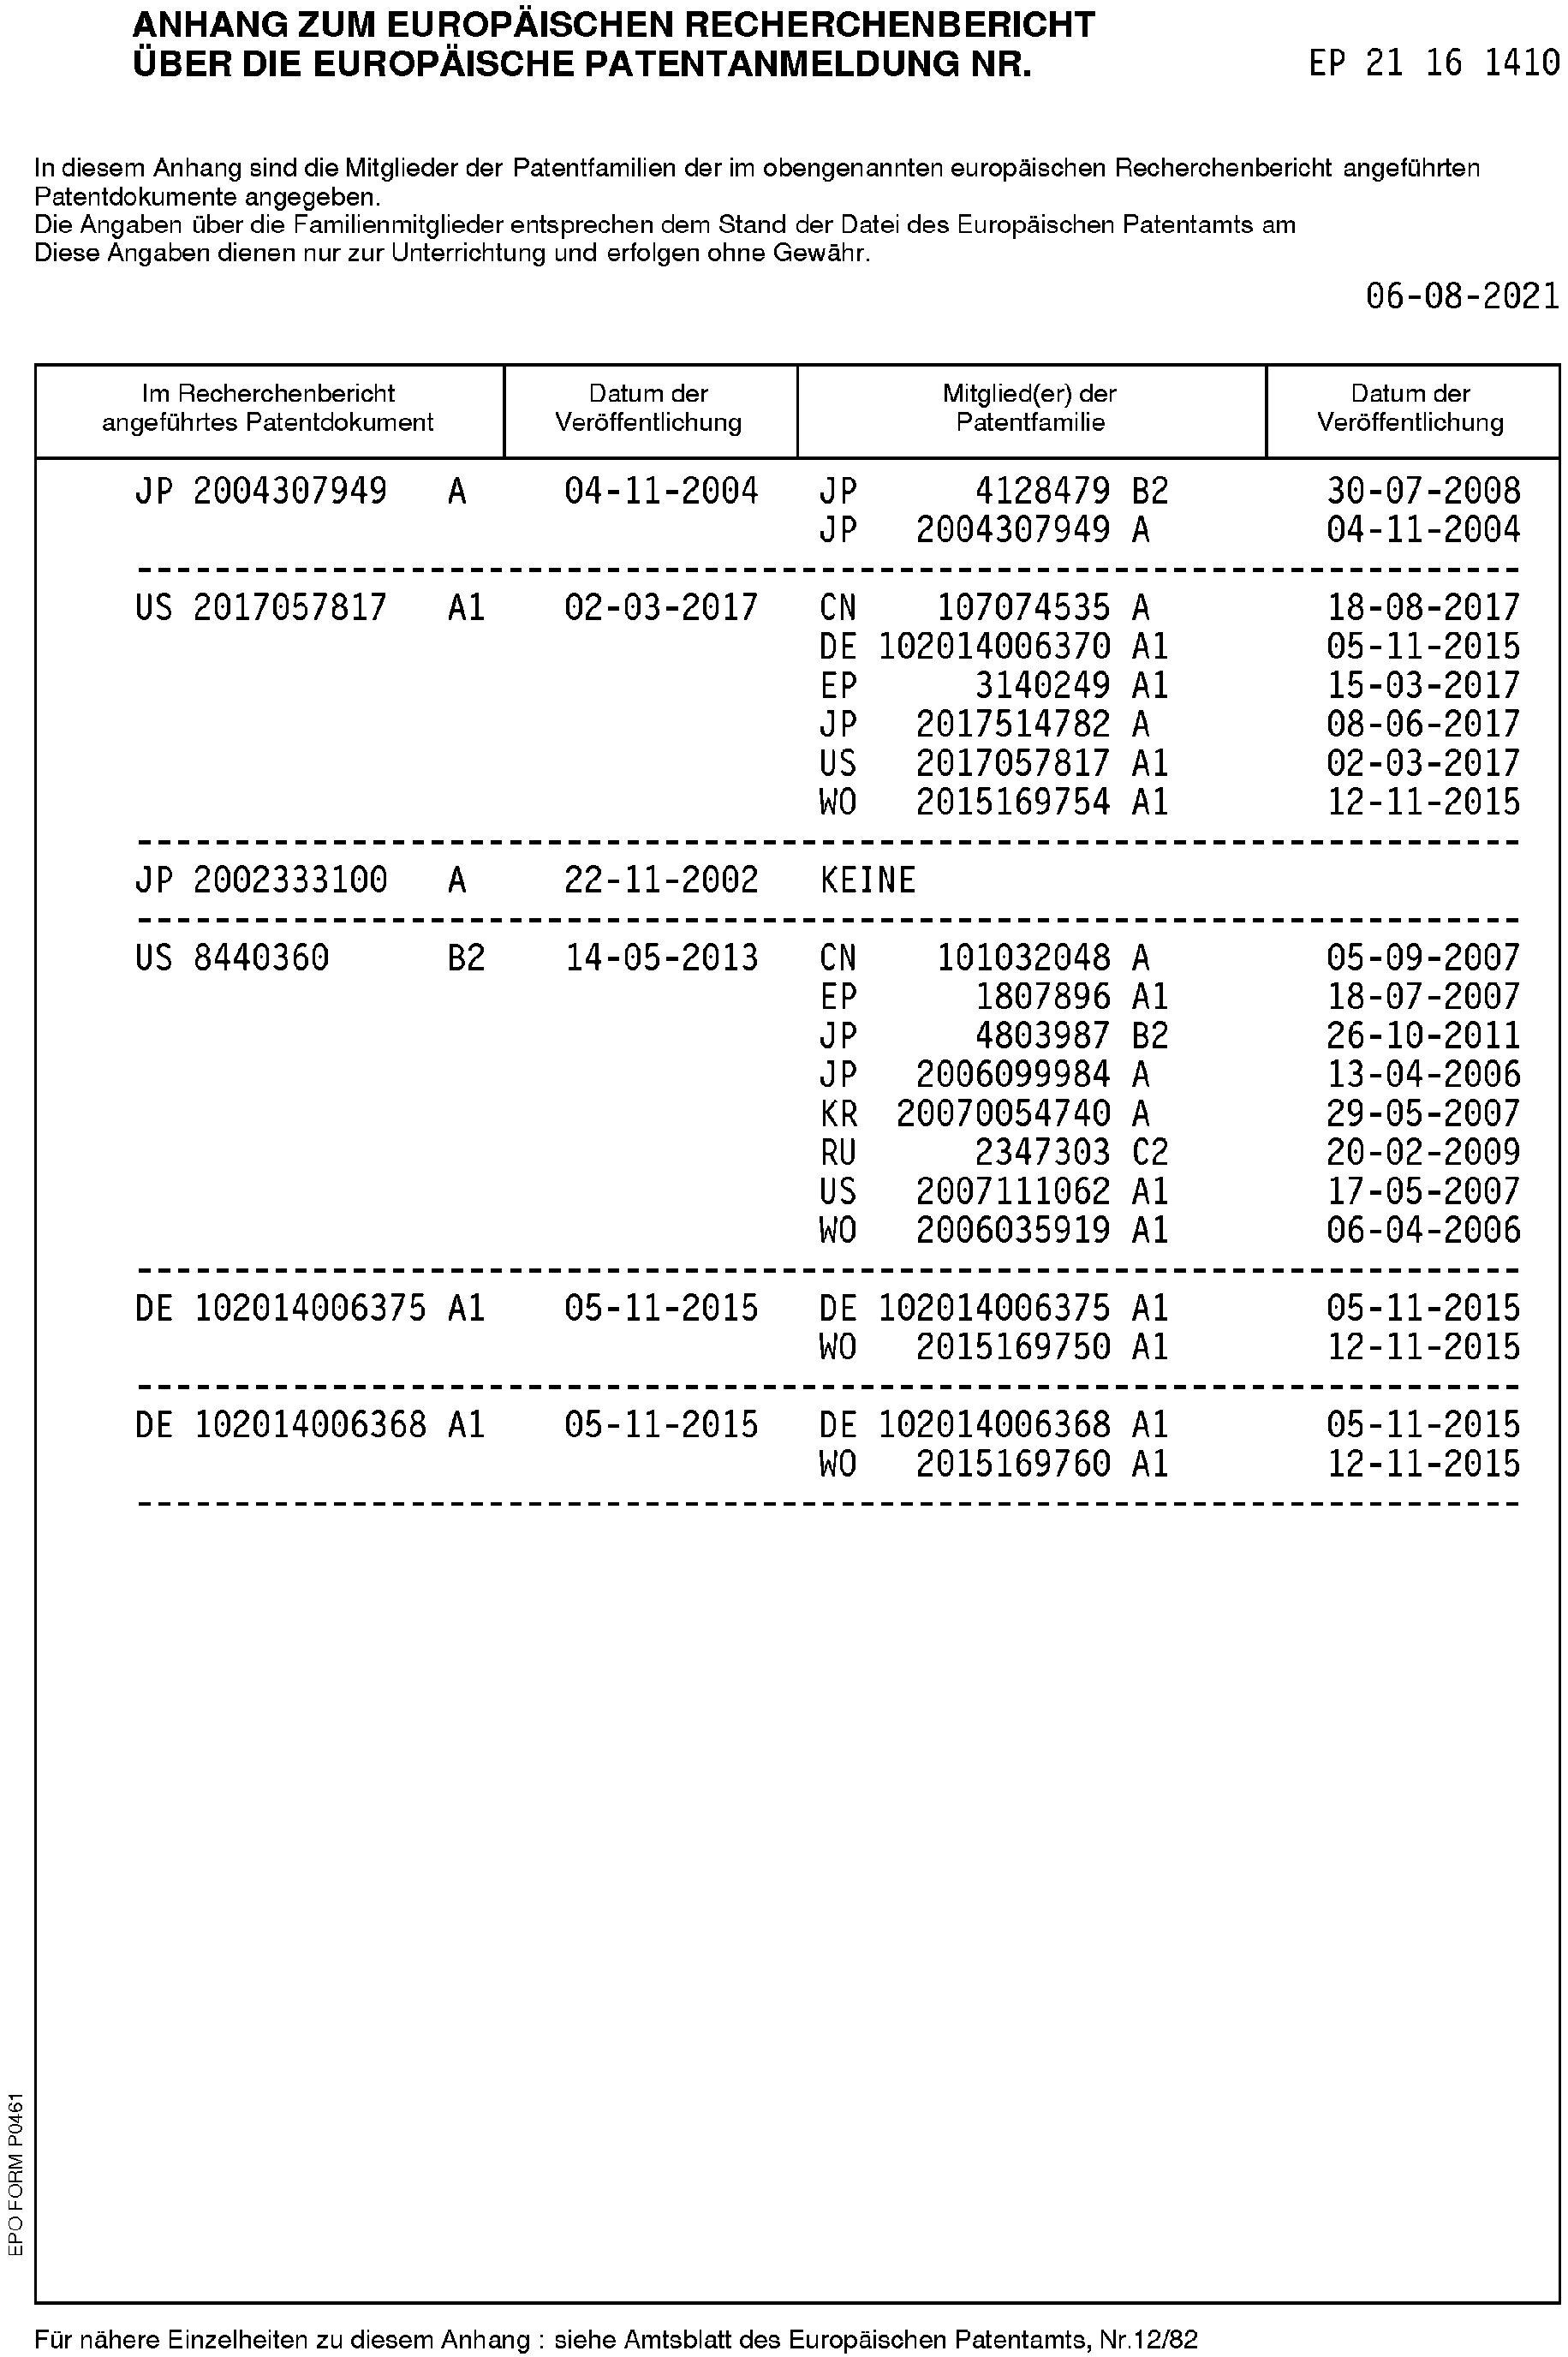 ANHANG ZUM EUROPÄISCHEN RECHERCHENBERICHT
ÜBER DIE EUROPÄISCHE PATENTANMELDUNG NR. EP 21 16 1410
In diesem Anhang sind die Mitglieder der Patentfamilien der im obengenannten europäischen Recherchenbericht angeführten
Patentdokumente angegeben.
Die Angaben über die Familienmitglieder entsprechen dem Stand der Datei des Europäischen Patentamts am
Diese Angaben dienen nur zur Unterrichtung und erfolgen ohne Gewähr.
06-08-2021
Im Recherchenbericht angeführtes Patentdokument
Datum der Veröffentlichung
Mitglied(er) der Patentfamilie
Datum der Veröffentlichung
JP 2004307949 A 04-11-2004 JP 4128479 B2 30-07-2008
JP 2004307949 A 04-11-2004
US 2017057817 A1 02-03-2017 CN 107074535 A 18-08-2017
DE 102014006370 A1 05-11-2015
EP 3140249 A1 15-03-2017
JP 2017514782 A 08-06-2017
US 2017057817 A1 02-03-2017
WO 2015169754 A1 12-11-2015
JP 2002333100 A 22-11-2002 KEINE
US 8440360 B2 14-05-2013 CN 101032048 A 05-09-2007
EP 1807896 A1 18-07-2007
JP 4803987 B2 26-10-2011
JP 2006099984 A 13-04-2006
KR 20070054740 A 29-05-2007
RU 2347303 C2 20-02-2009
US 2007111062 A1 17-05-2007
WO 2006035919 A1 06-04-2006
DE 102014006375 A1 05-11-2015 DE 102014006375 A1 05-11-2015
WO 2015169750 A1 12-11-2015
DE 102014006368 A1 05-11-2015 DE 102014006368 A1 05-11-2015
WO 2015169760 A1 12-11-2015
EPO FORM P0461
Für nähere Einzelheiten zu diesem Anhang : siehe Amtsblatt des Europäischen Patentamts, Nr.12/82